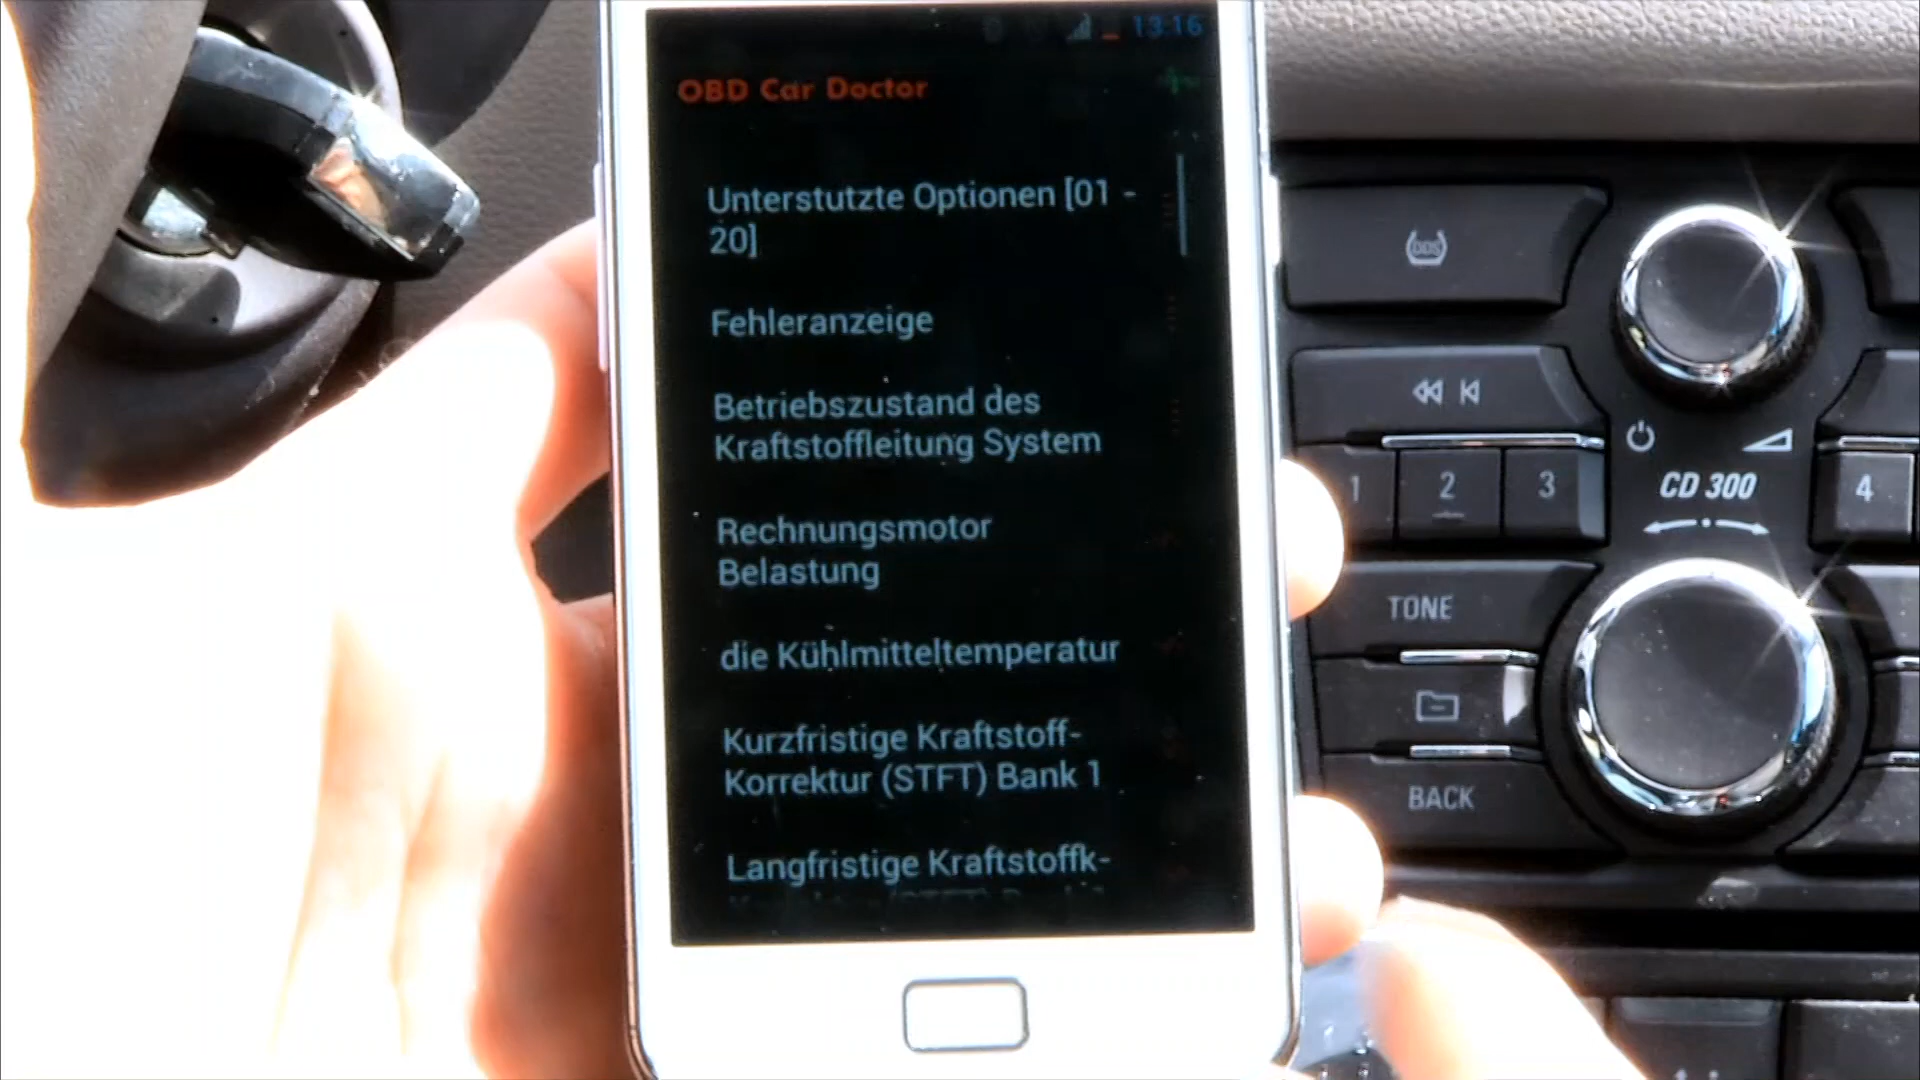 13:16
OBD Car Doctor
Unterstutzte Optionen [01 -
20]
Fehleranzeige
Betriebszustand des
Kraftstoffleitung System
Rechnungsmotor
Belastung
die Kühlmitteltemperatur
Kurzfristige Kraftstoff-
Korrektur (STFT) Bank 1
Langfristige Kraftstoffk-
DDS
1
2
3
CD 300
4
TONE
BACK